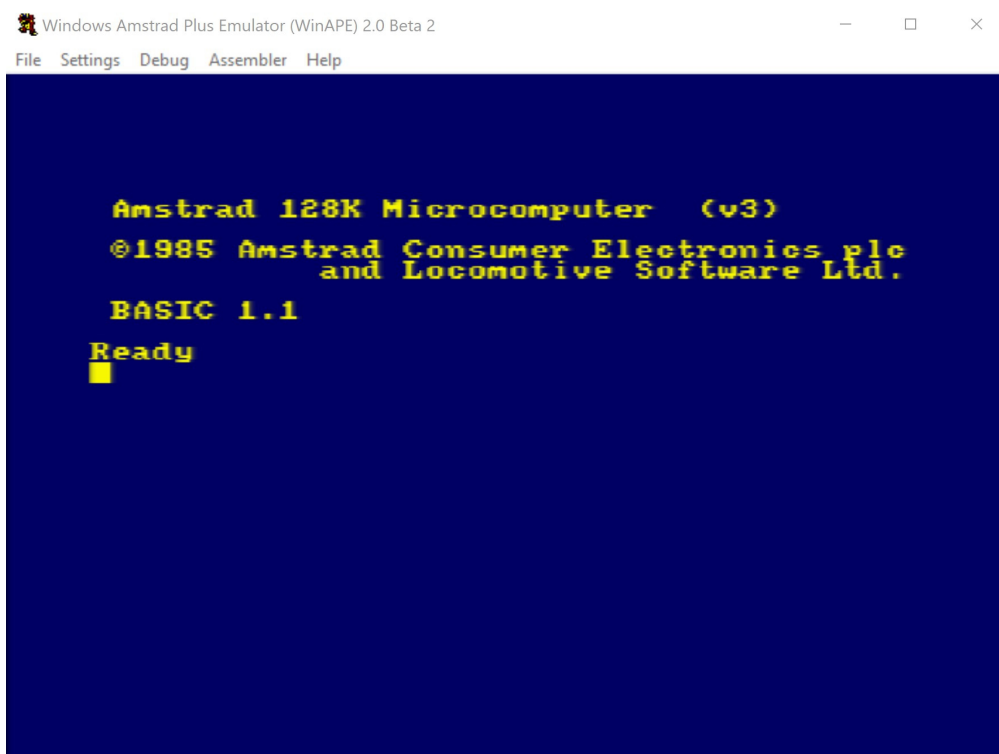 Windows Amstrad Plus Emulator (WinAPE) 2.0 Beta 2
File Settings Debug Assembler Help
Amstrad 128K Microcomputer (v3)
©1985 Amstrad Consumer Electronics plc
and Locomotive Software Ltd.
BASIC 1.1
Ready